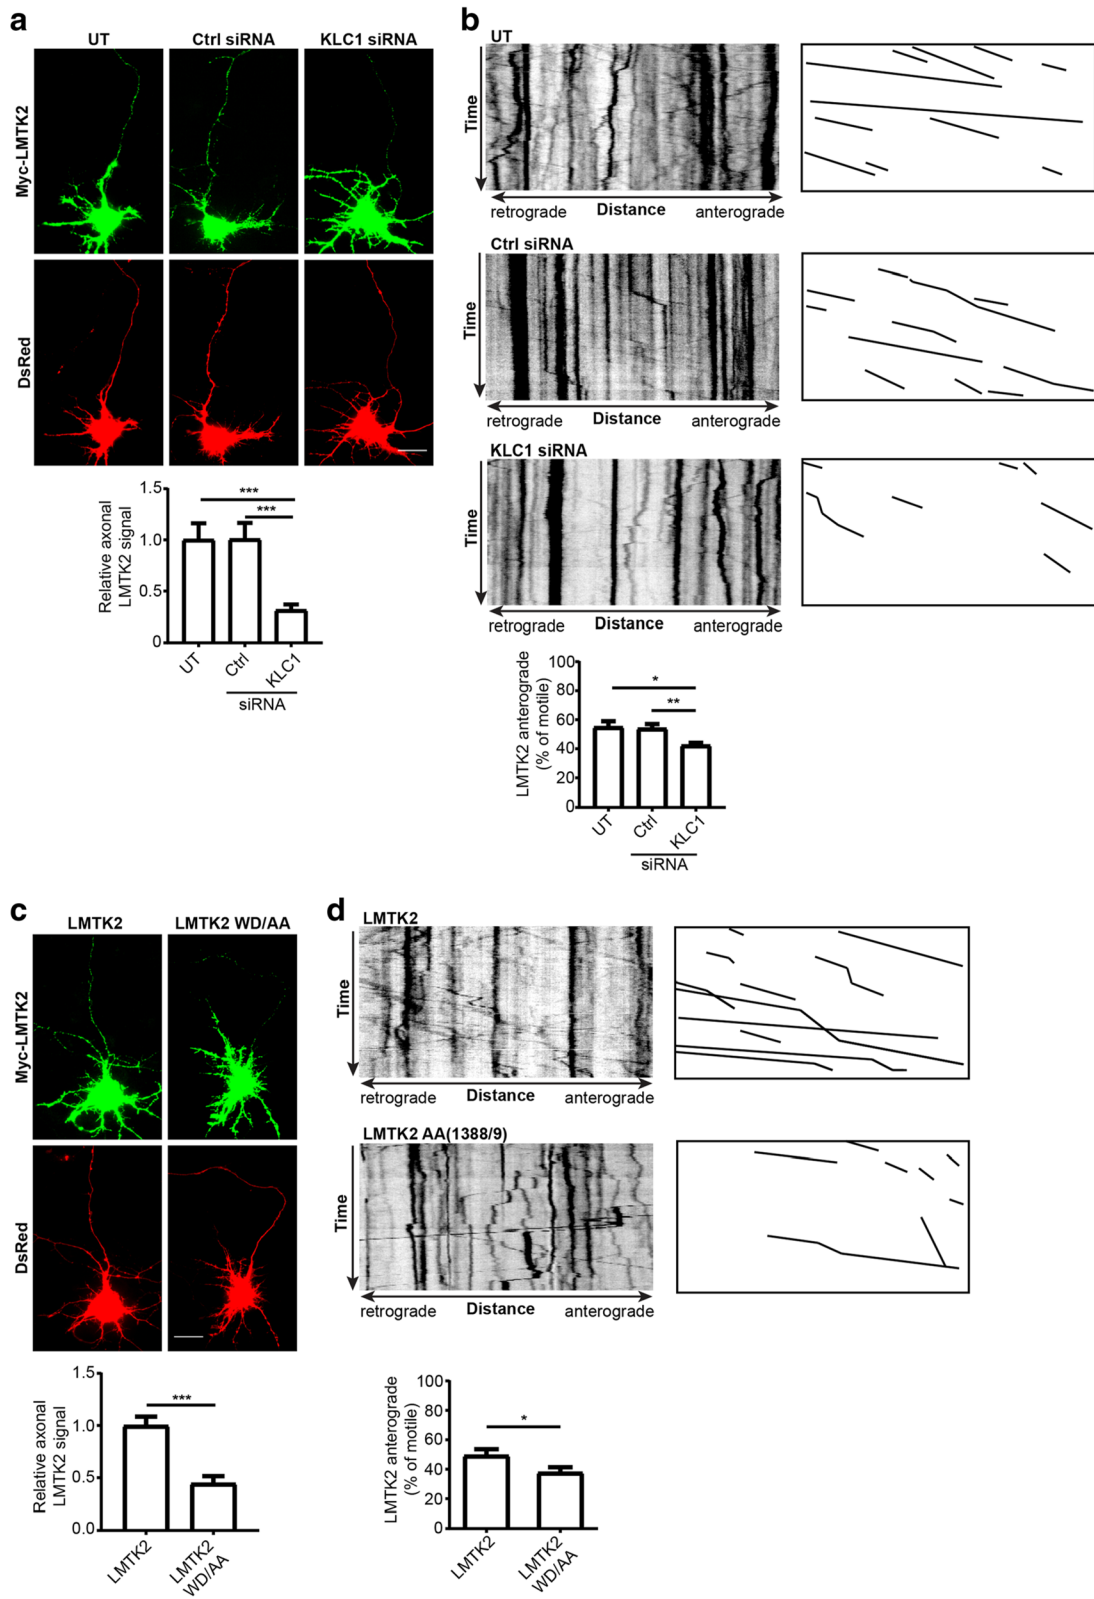 a
UT
Ctrl siRNA
KLC1 siRNA
Myc-LMTK2
DsRed
Relative axonal
LMTK2 signal
1.5
1.0
0.5
0
***
***
UT
Ctrl
KLC1
siRNA
b
UT
Time
retrograde
Distance
anterograde
Ctrl siRNA
Time
retrograde
Distance
anterograde
KLC1 siRNA
Time
retrograde
Distance
anterograde
LMTK2 anterograde
(% of motile)
100
80
60
40
20
0
*
**
UT
Ctrl
KLC1
siRNA
c
LMTK2
LMTK2 WD/AA
Myc-LMTK2
DsRed
Relative axonal
LMTK2 signal
1.5
1.0
0.5
0.0
***
LMTK2
LMTK2
WD/AA
d
LMTK2
Time
retrograde
Distance
anterograde
LMTK2 AA(1388/9)
Time
retrograde
Distance
anterograde
LMTK2 anterograde
(% of motile)
100
80
60
40
20
0
*
LMTK2
LMTK2
WD/AA